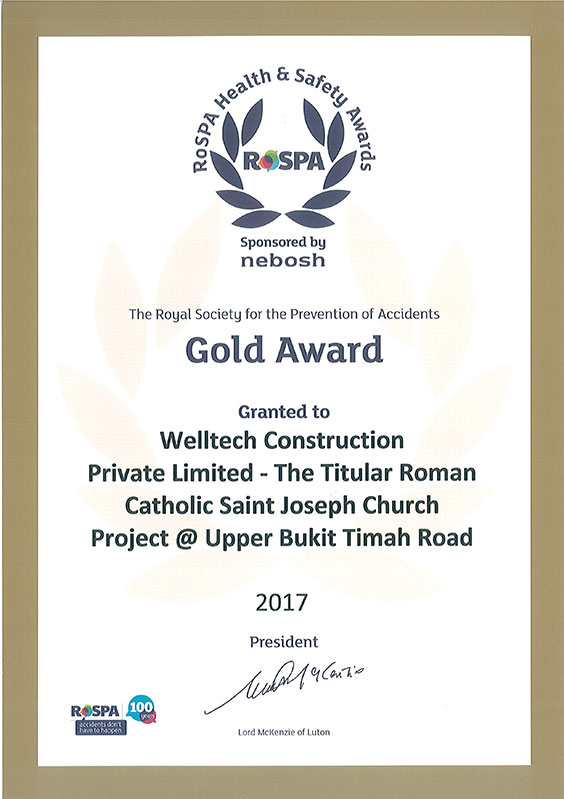 RoSPA Health & Safety Awards
RoSPA
Sponsored by
nebosh
The Royal Society for the Prevention of Accidents
Gold Award
Granted to
Welltech Construction
Private Limited - The Titular Roman
Catholic Saint Joseph Church
Project @ Upper Bukit Timah Road
2017
President
Lord McKenzie of Luton
RoSPA
100
years
accidents don't
have to happen